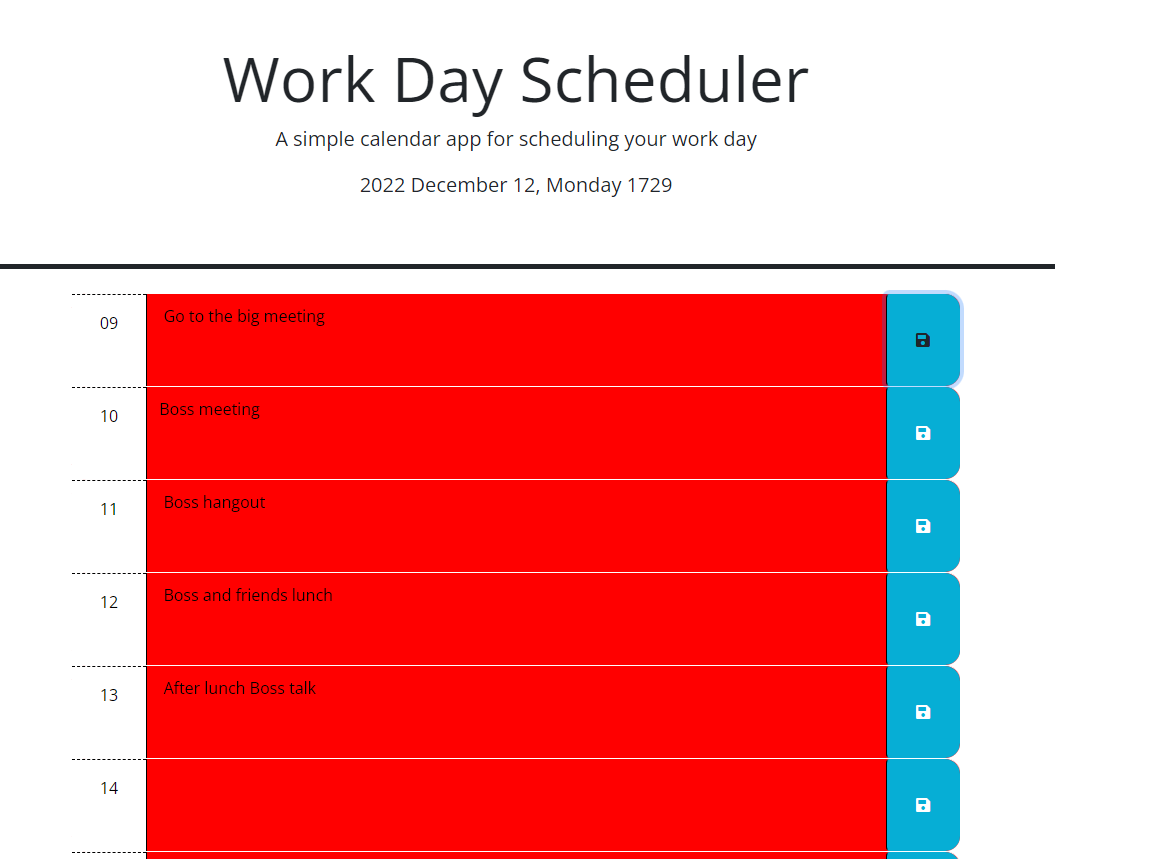 Work Day Scheduler
A simple calendar app for scheduling your work day
2022 December 12, Monday 1729
09 Go to the big meeting
10 Boss meeting
11 Boss hangout
12 Boss and friends lunch
13 After lunch Boss talk
14